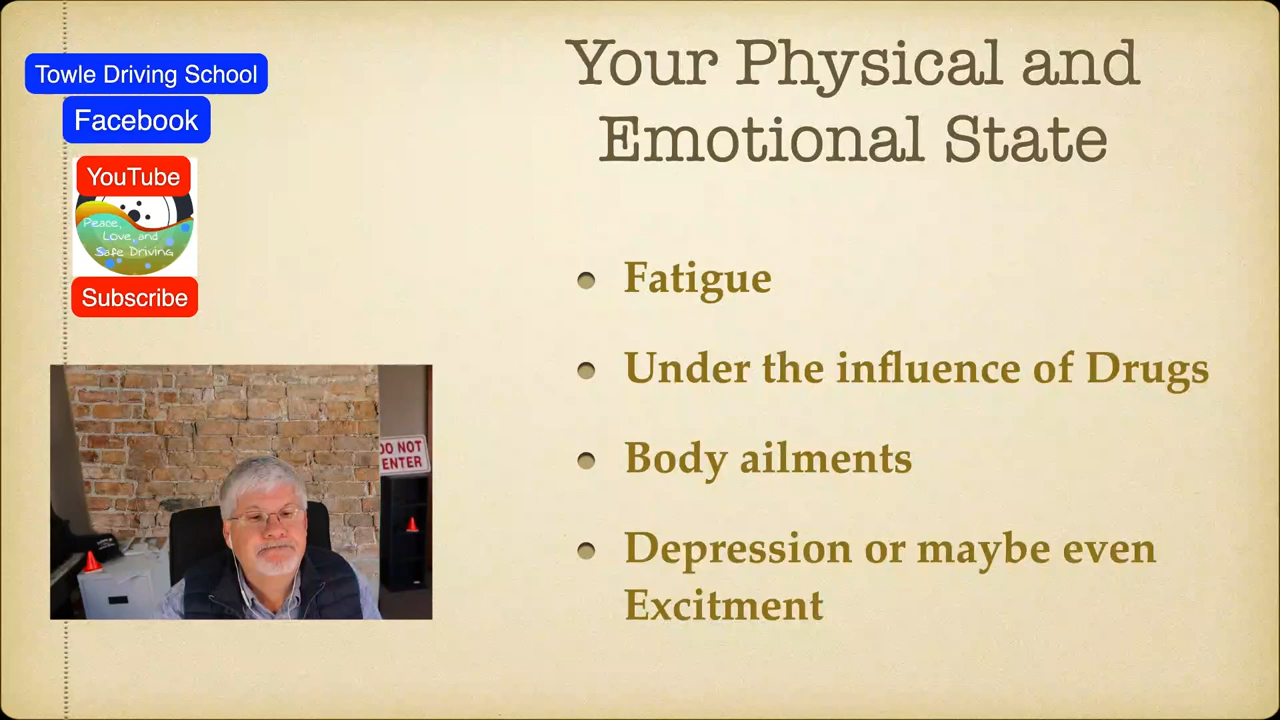 Towle Driving School
Facebook
YouTube
Peace,
Love, and
Safe Driving
Subscribe
Your Physical and
Emotional State
Fatigue
Under the influence of Drugs
Body ailments
Depression or maybe even
Excitment
DO NOT
ENTER